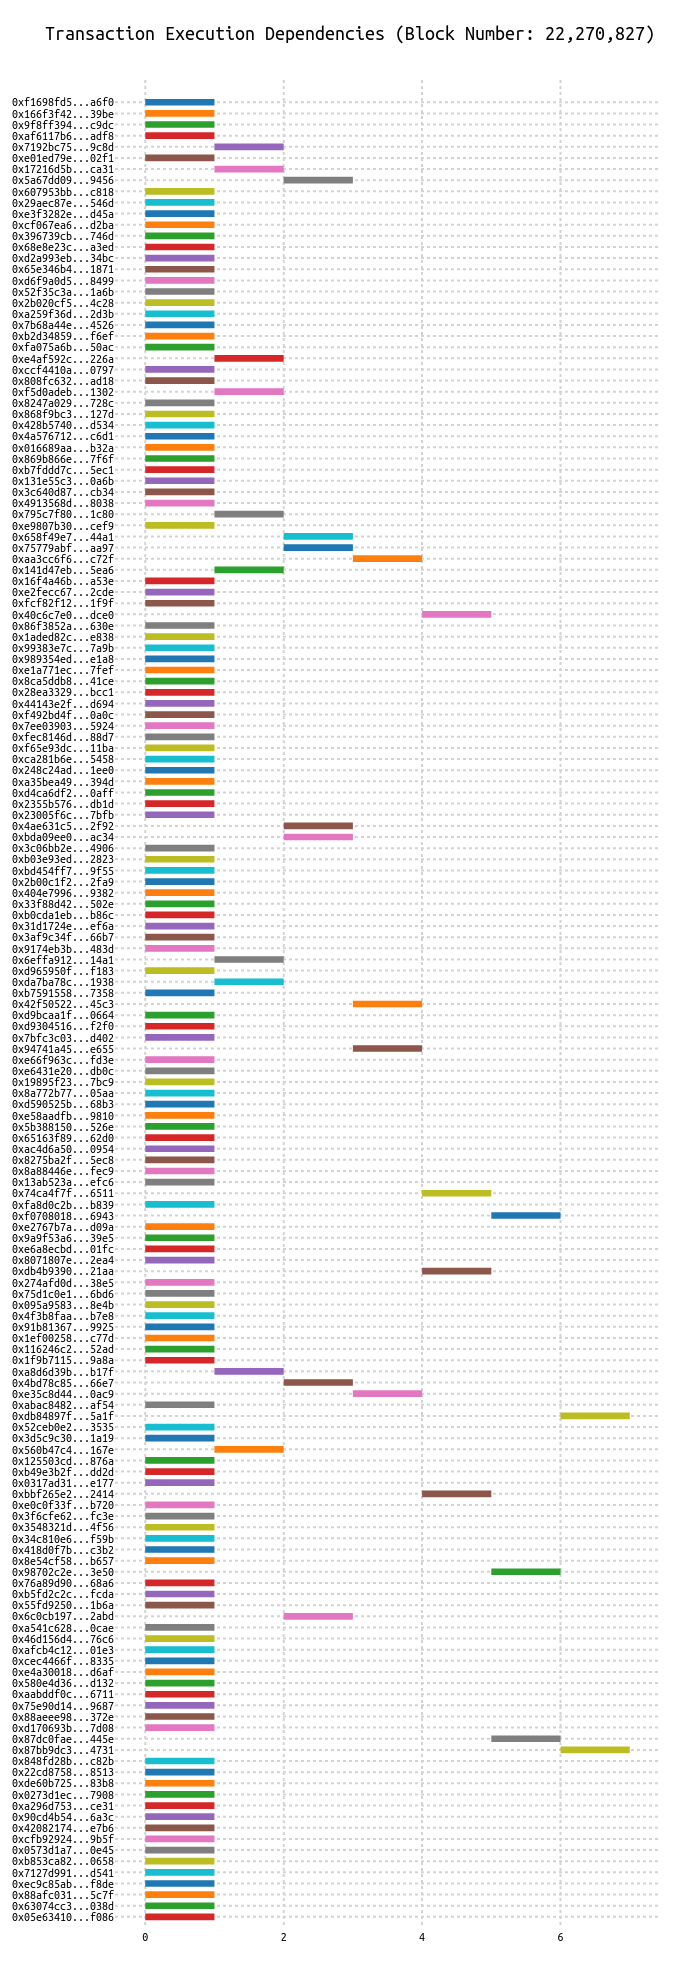 Transaction Execution Dependencies (Block Number: 22,270,827)
0xf1698fd5...a6f0
0x166f3f42...39be
0x9f8ff394...c9dc
0xaf6117b6...adf8
0x7192bc75...9c8d
0xe01ed79e...02f1
0x17216d5b...ca31
0x5a67dd09...9456
0x607953bb...c818
0x29aec87e...546d
0xe3f3282e...d45a
0xcf067ea6...d2ba
0x396739cb...746d
0x68e8e23c...a3ed
0xd2a993eb...34bc
0x65e346b4...1871
0xd6f9a0d5...8499
0x52f35c3a...1a6b
0x2b020cf5...4c28
0xa259f36d...2d3b
0x7b68a44e...4526
0xb2d34859...f6ef
0xfa075a6b...50ac
0xe4af592c...226a
0xccf4410a...0797
0x808fc632...ad18
0xf5d0adeb...1302
0x8247a029...728c
0x868f9bc3...127d
0x428b5740...d534
0x4a576712...c6d1
0x016689aa...b32a
0x869b866e...7f6f
0xb7fddd7c...5ec1
0x131e55c3...0a6b
0x3c640d87...cb34
0x4913568d...8038
0x795c7f80...1c80
0xe9807b30...cef9
0x658f49e7...44a1
0x75779abf...aa97
0xaa3cc6f6...c72f
0x141d47eb...5ea6
0x16f4a46b...a53e
0xe2fecc67...2cde
0xfcf82f12...1f9f
0x40c6c7e0...dce0
0x86f3852a...630e
0x1aded82c...e838
0x99383e7c...7a9b
0x989354ed...e1a8
0xe1a771ec...7fef
0x8ca5ddb8...41ce
0x28ea3329...bcc1
0x44143e2f...d694
0xf492bd4f...0a0c
0x7ee03903...5924
0xfec8146d...88d7
0xf65e93dc...11ba
0xca281b6e...5458
0x248c24ad...1ee0
0xa35bea49...394d
0xd4ca6df2...0aff
0x2355b576...db1d
0x23005f6c...7bfb
0x4ae631c5...2f92
0xbda09ee0...ac34
0x3c06bb2e...4906
0xb03e93ed...2823
0xbd454ff7...9f55
0x2b00c1f2...2fa9
0x404e7996...9382
0x33f88d42...502e
0xb0cda1eb...b86c
0x31d1724e...ef6a
0x3af9c34f...66b7
0x9174eb3b...483d
0x6effa912...14a1
0xd965950f...f183
0xda7ba78c...1938
0xb7591558...7358
0x42f50522...45c3
0xd9bcaa1f...0664
0xd9304516...f2f0
0x7bfc3c03...d402
0x94741a45...e655
0xe66f963c...fd3e
0xe6431e20...db0c
0x19895f23...7bc9
0x8a772b77...05aa
0xd590525b...68b3
0xe58aadfb...9810
0x5b388150...526e
0x65163f89...62d0
0xac4d6a50...0954
0x8275ba2f...5ec8
0x8a88446e...fec9
0x13ab523a...efc6
0x74ca4f7f...6511
0xfa8d0c2b...b839
0xf0708018...6943
0xe2767b7a...d09a
0x9a9f53a6...39e5
0xe6a8ecbd...01fc
0x8071807e...2ea4
0xdb4b9390...21aa
0x274afd0d...38e5
0x75d1c0e1...6bd6
0x095a9583...8e4b
0x4f3b8faa...b7e8
0x91b81367...9925
0x1ef00258...c77d
0x116246c2...52ad
0x1f9b7115...9a8a
0xa8d6d39b...b17f
0x4bd78c85...66e7
0xe35c8d44...0ac9
0xabac8482...af54
0xdb84897f...5a1f
0x52ceb0e2...3535
0x3d5c9c30...1a19
0x560b47c4...167e
0x125503cd...876a
0xb49e3b2f...dd2d
0x0317ad31...e177
0xbbf265e2...2414
0xe0c0f33f...b720
0x3f6cfe62...fc3e
0x3548321d...4f56
0x34c810e6...f59b
0x418d0f7b...c3b2
0x8e54cf58...b657
0x98702c2e...3e50
0x76a89d90...68a6
0xb5fd2c2c...fcda
0x55fd9250...1b6a
0x6c0cb197...2abd
0xa541c628...0cae
0x46d156d4...76c6
0xafcb4c12...01e3
0xcec4466f...8335
0xe4a30018...d6af
0x580e4d36...d132
0xaabddf0c...6711
0x75e90d14...9687
0x88aeee98...372e
0xd170693b...7d08
0x87dc0fae...445e
0x87bb9dc3...4731
0x848fd28b...c82b
0x22cd8758...8513
0xde60b725...83b8
0x0273d1ec...7908
0xa296d753...ce31
0x90cd4b54...6a3c
0x42082174...e7b6
0xcfb92924...9b5f
0x0573d1a7...0e45
0xb853ca82...0658
0x7127d991...d541
0xec9c85ab...f8de
0x88afc031...5c7f
0x63074cc3...038d
0x05e63410...f086
0 2 4 6